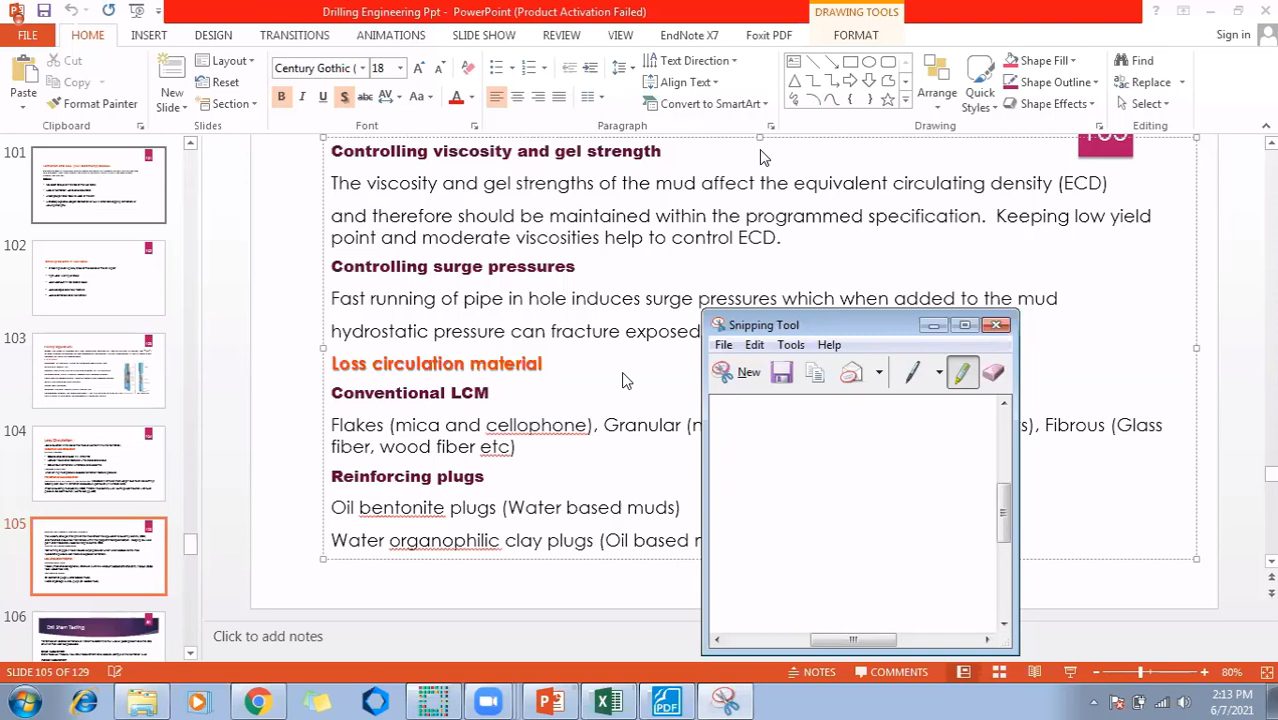 Drilling Engineering Ppt - PowerPoint (Product Activation Failed)
DRAWING TOOLS
FILE HOME INSERT DESIGN TRANSITIONS ANIMATIONS SLIDE SHOW REVIEW VIEW EndNote X7 Foxit PDF FORMAT Sign in
Paste
Cut
Copy
Format Painter
Clipboard
New Slide
Layout
Reset
Section
Slides
Century Gothic ( 18
B I U S abc AV Aa A
Font
Text Direction
Align Text
Convert to SmartArt
Paragraph
Arrange
Quick Styles
Shape Fill
Shape Outline
Shape Effects
Drawing
Find
Replace
Select
Editing
101
102
103
104
105
106
Drill Stem Testing
Controlling viscosity and gel strength
The viscosity and gelstrengths of the mud affect the equivalent circulating density (ECD)
and therefore should be maintained within the programmed specification. Keeping low yield
point and moderate viscosities help to control ECD.
Controlling surge pressures
Fast running of pipe in hole induces surge pressures which when added to the mud
hydrostatic pressure can fracture exposed
Loss circulation material
Conventional LCM
Flakes (mica and cellophone), Granular (n s), Fibrous (Glass
fiber, wood fiber etc)
Reinforcing plugs
Oil bentonite plugs (Water based muds)
Water organophilic clay plugs (Oil based m
Snipping Tool
File Edit Tools Help
New
Click to add notes
SLIDE 105 OF 129
NOTES
COMMENTS
80%
PDF
2:13 PM
6/7/2021